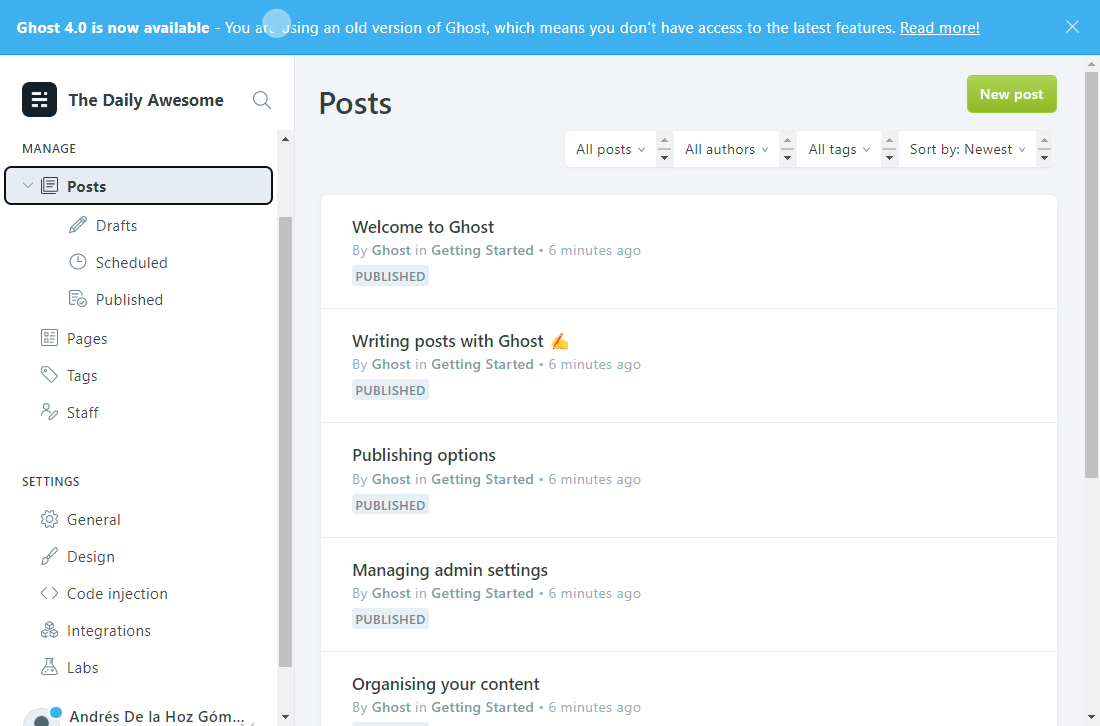 Ghost 4.0 is now available - You are using an old version of Ghost, which means you don't have access to the latest features. Read more!
The Daily Awesome
MANAGE
Posts
Drafts
Scheduled
Published
Pages
Tags
Staff
SETTINGS
General
Design
Code injection
Integrations
Labs
Andrés De la Hoz Góm...
Posts
New post
All posts
All authors
All tags
Sort by: Newest
Welcome to Ghost
By Ghost in Getting Started • 6 minutes ago
PUBLISHED
Writing posts with Ghost ✍️
By Ghost in Getting Started • 6 minutes ago
PUBLISHED
Publishing options
By Ghost in Getting Started • 6 minutes ago
PUBLISHED
Managing admin settings
By Ghost in Getting Started • 6 minutes ago
PUBLISHED
Organising your content
By Ghost in Getting Started • 6 minutes ago